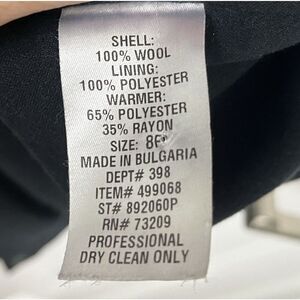 SHELL:
100% WOOL
LINING:
100% POLYESTER
WARMER:
65% POLYESTER
35% RAYON
SIZE:
MADE IN BULGARIA
DEPT# 398
ITEM# 499068
ST# 892060P
RN# 73209
PROFESSIONAL
DRY CLEAN ONLY